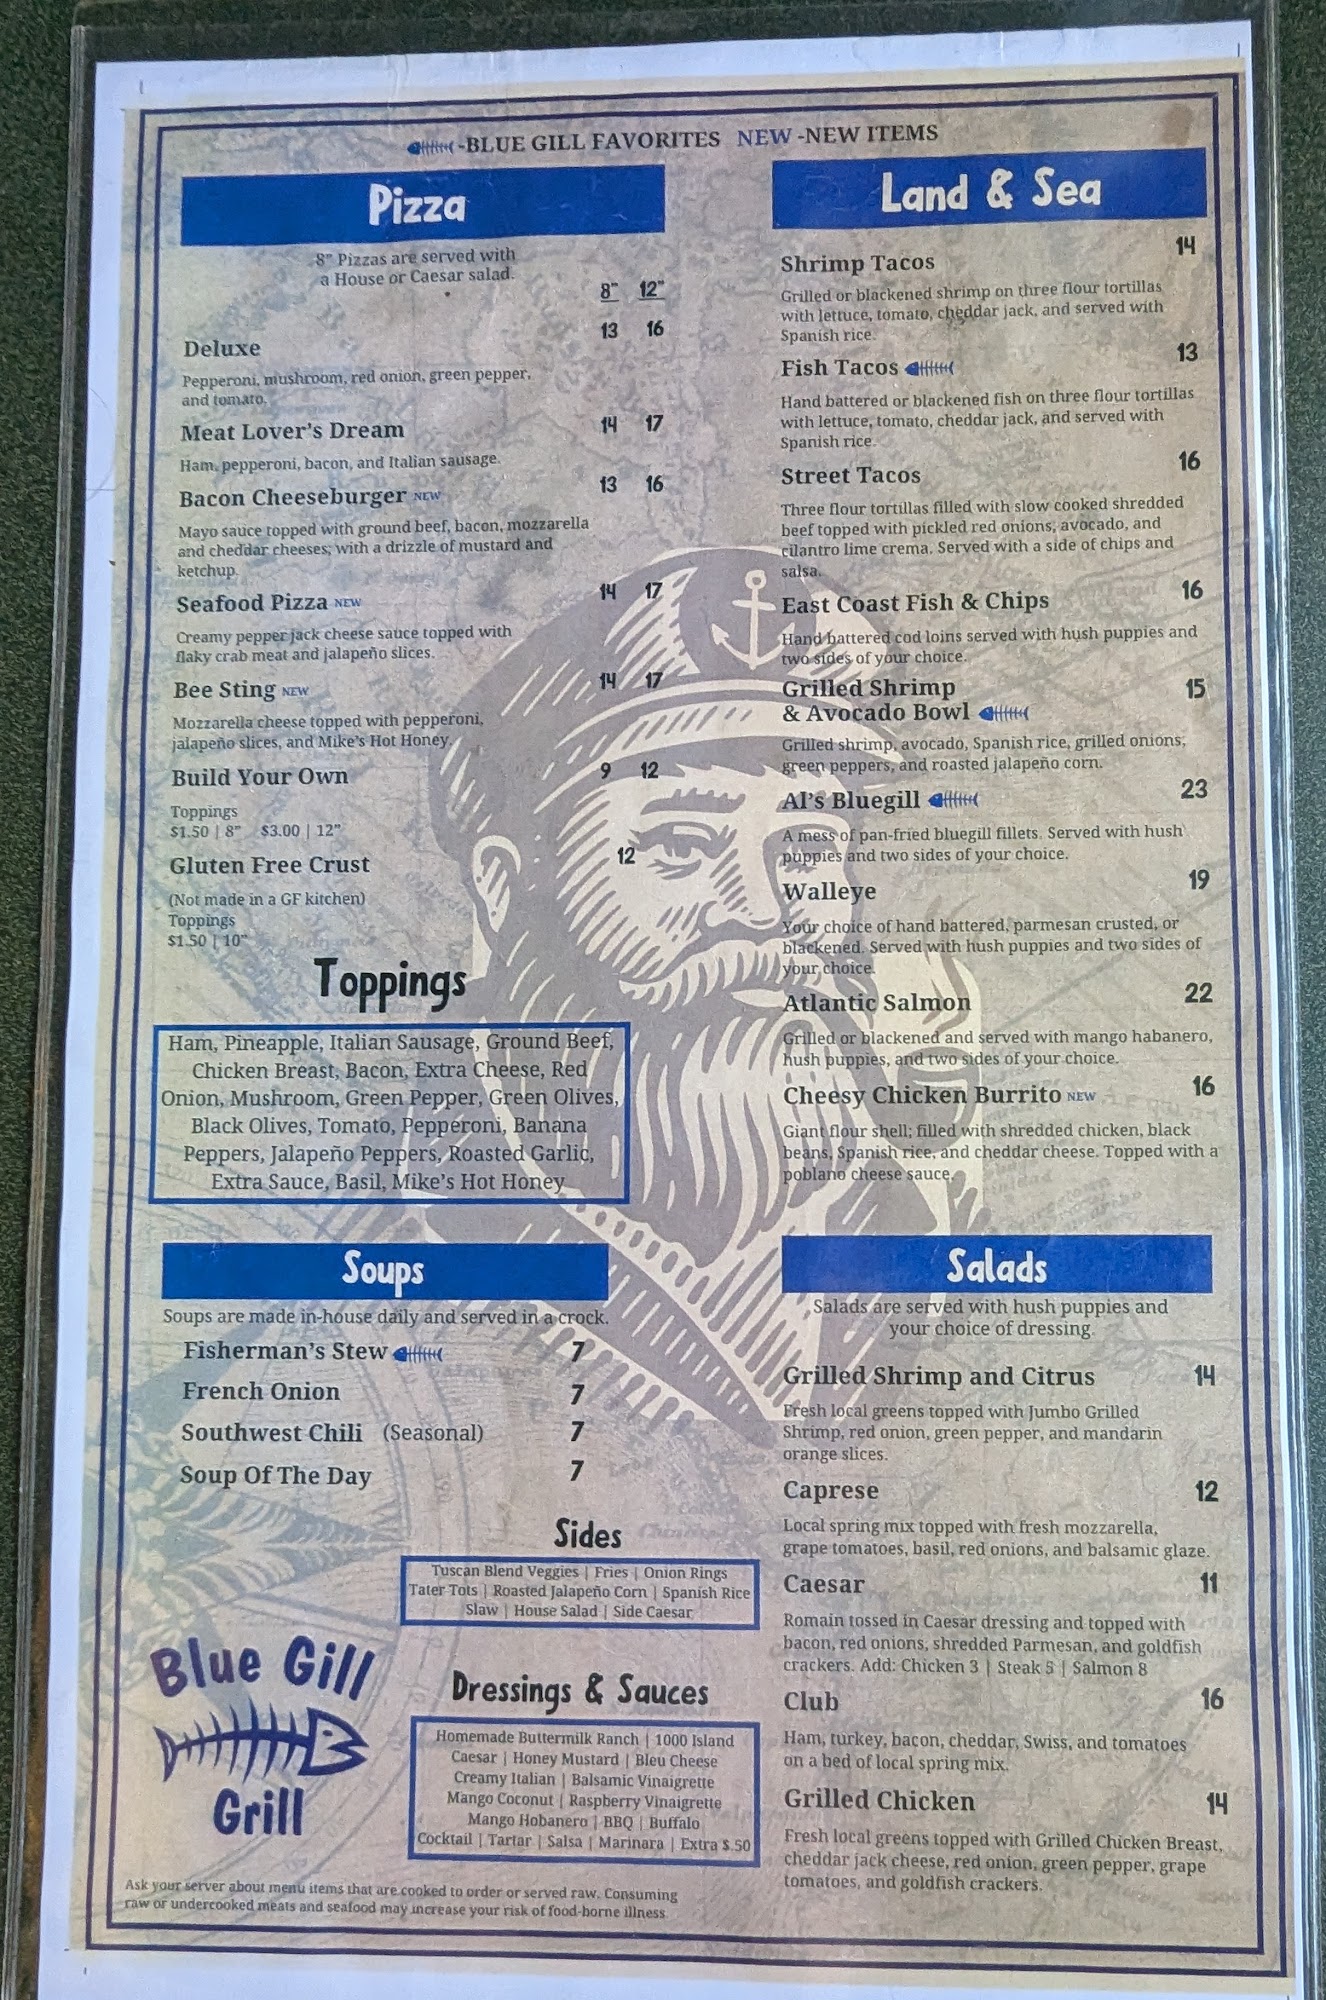 -BLUE GILL FAVORITES NEW -NEW ITEMS
Pizza
8" Pizzas are served with
a House or Caesar salad.
8" 12"
Deluxe 13 16
Pepperoni, mushroom, red onion, green pepper,
and tomato.
Meat Lover's Dream 14 17
Ham, pepperoni, bacon, and Italian sausage.
Bacon Cheeseburger NEW 13 16
Mayo sauce topped with ground beef, bacon, mozzarella
and cheddar cheeses; with a drizzle of mustard and
ketchup.
Seafood Pizza NEW 14 17
Creamy pepper jack cheese sauce topped with
flaky crab meat and jalapeño slices.
Bee Sting NEW 14 17
Mozzarella cheese topped with pepperoni,
jalapeño slices, and Mike's Hot Honey.
Build Your Own 9 12
Toppings
$1.50 | 8" $3.00 | 12"
Gluten Free Crust 12
(Not made in a GF kitchen)
Toppings
$1.50 | 10"
Toppings
Ham, Pineapple, Italian Sausage, Ground Beef,
Chicken Breast, Bacon, Extra Cheese, Red
Onion, Mushroom, Green Pepper, Green Olives,
Black Olives, Tomato, Pepperoni, Banana
Peppers, Jalapeño Peppers, Roasted Garlic,
Extra Sauce, Basil, Mike's Hot Honey
Soups
Soups are made in-house daily and served in a crock.
Fisherman's Stew 7
French Onion 7
Southwest Chili (Seasonal) 7
Soup Of The Day 7
Sides
Tuscan Blend Veggies | Fries | Onion Rings
Tater Tots | Roasted Jalapeño Corn | Spanish Rice
Slaw | House Salad | Side Caesar
Dressings & Sauces
Homemade Buttermilk Ranch | 1000 Island
Caesar | Honey Mustard | Bleu Cheese
Creamy Italian | Balsamic Vinaigrette
Mango Coconut | Raspberry Vinaigrette
Mango Hobanero | BBQ | Buffalo
Cocktail | Tartar | Salsa | Marinara | Extra $.50
Blue Gill
Grill
Ask your server about menu items that are cooked to order or served raw. Consuming
raw or undercooked meats and seafood may increase your risk of food-borne illness.
Land & Sea
Shrimp Tacos 14
Grilled or blackened shrimp on three flour tortillas
with lettuce, tomato, cheddar jack, and served with
Spanish rice.
Fish Tacos 13
Hand battered or blackened fish on three flour tortillas
with lettuce, tomato, cheddar jack, and served with
Spanish rice.
Street Tacos 16
Three flour tortillas filled with slow cooked shredded
beef topped with pickled red onions, avocado, and
cilantro lime crema. Served with a side of chips and
salsa.
East Coast Fish & Chips 16
Hand battered cod loins served with hush puppies and
two sides of your choice.
Grilled Shrimp
& Avocado Bowl 15
Grilled shrimp, avocado, Spanish rice, grilled onions,
green peppers, and roasted jalapeño corn.
Al's Bluegill 23
A mess of pan-fried bluegill fillets. Served with hush
puppies and two sides of your choice.
Walleye 19
Your choice of hand battered, parmesan crusted, or
blackened. Served with hush puppies and two sides of
your choice.
Atlantic Salmon 22
Grilled or blackened and served with mango habanero,
hush puppies, and two sides of your choice.
Cheesy Chicken Burrito NEW 16
Giant flour shell; filled with shredded chicken, black
beans, Spanish rice, and cheddar cheese. Topped with a
poblano cheese sauce.
Salads
Salads are served with hush puppies and
your choice of dressing.
Grilled Shrimp and Citrus 14
Fresh local greens topped with Jumbo Grilled
Shrimp, red onion, green pepper, and mandarin
orange slices.
Caprese 12
Local spring mix topped with fresh mozzarella,
grape tomatoes, basil, red onions, and balsamic glaze.
Caesar 11
Romain tossed in Caesar dressing and topped with
bacon, red onions, shredded Parmesan, and goldfish
crackers. Add: Chicken 3 | Steak 5 | Salmon 8
Club 16
Ham, turkey, bacon, cheddar, Swiss, and tomatoes
on a bed of local spring mix.
Grilled Chicken 14
Fresh local greens topped with Grilled Chicken Breast,
cheddar jack cheese, red onion, green pepper, grape
tomatoes, and goldfish crackers.